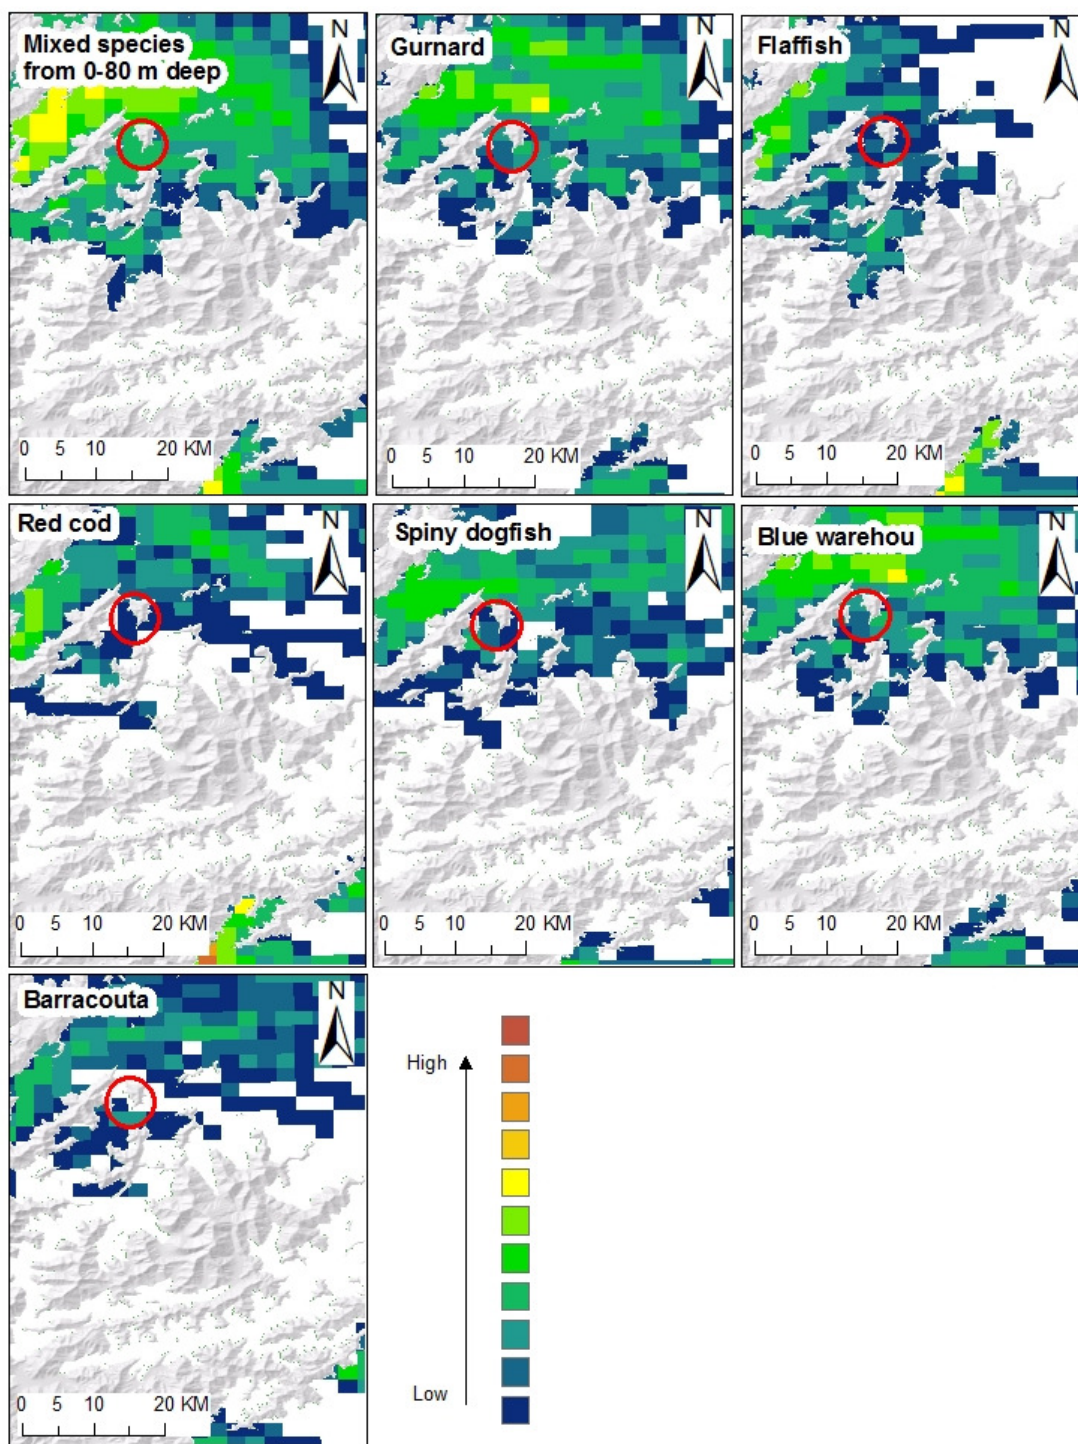 Mixed species
from 0-80 m deep
N
0 5 10 20 KM
Gurnard
N
0 5 10 20 KM
Flaffish
N
0 5 10 20 KM
Red cod
N
0 5 10 20 KM
Spiny dogfish
N
0 5 10 20 KM
Blue warehou
N
0 5 10 20 KM
Barracouta
N
0 5 10 20 KM
High
Low